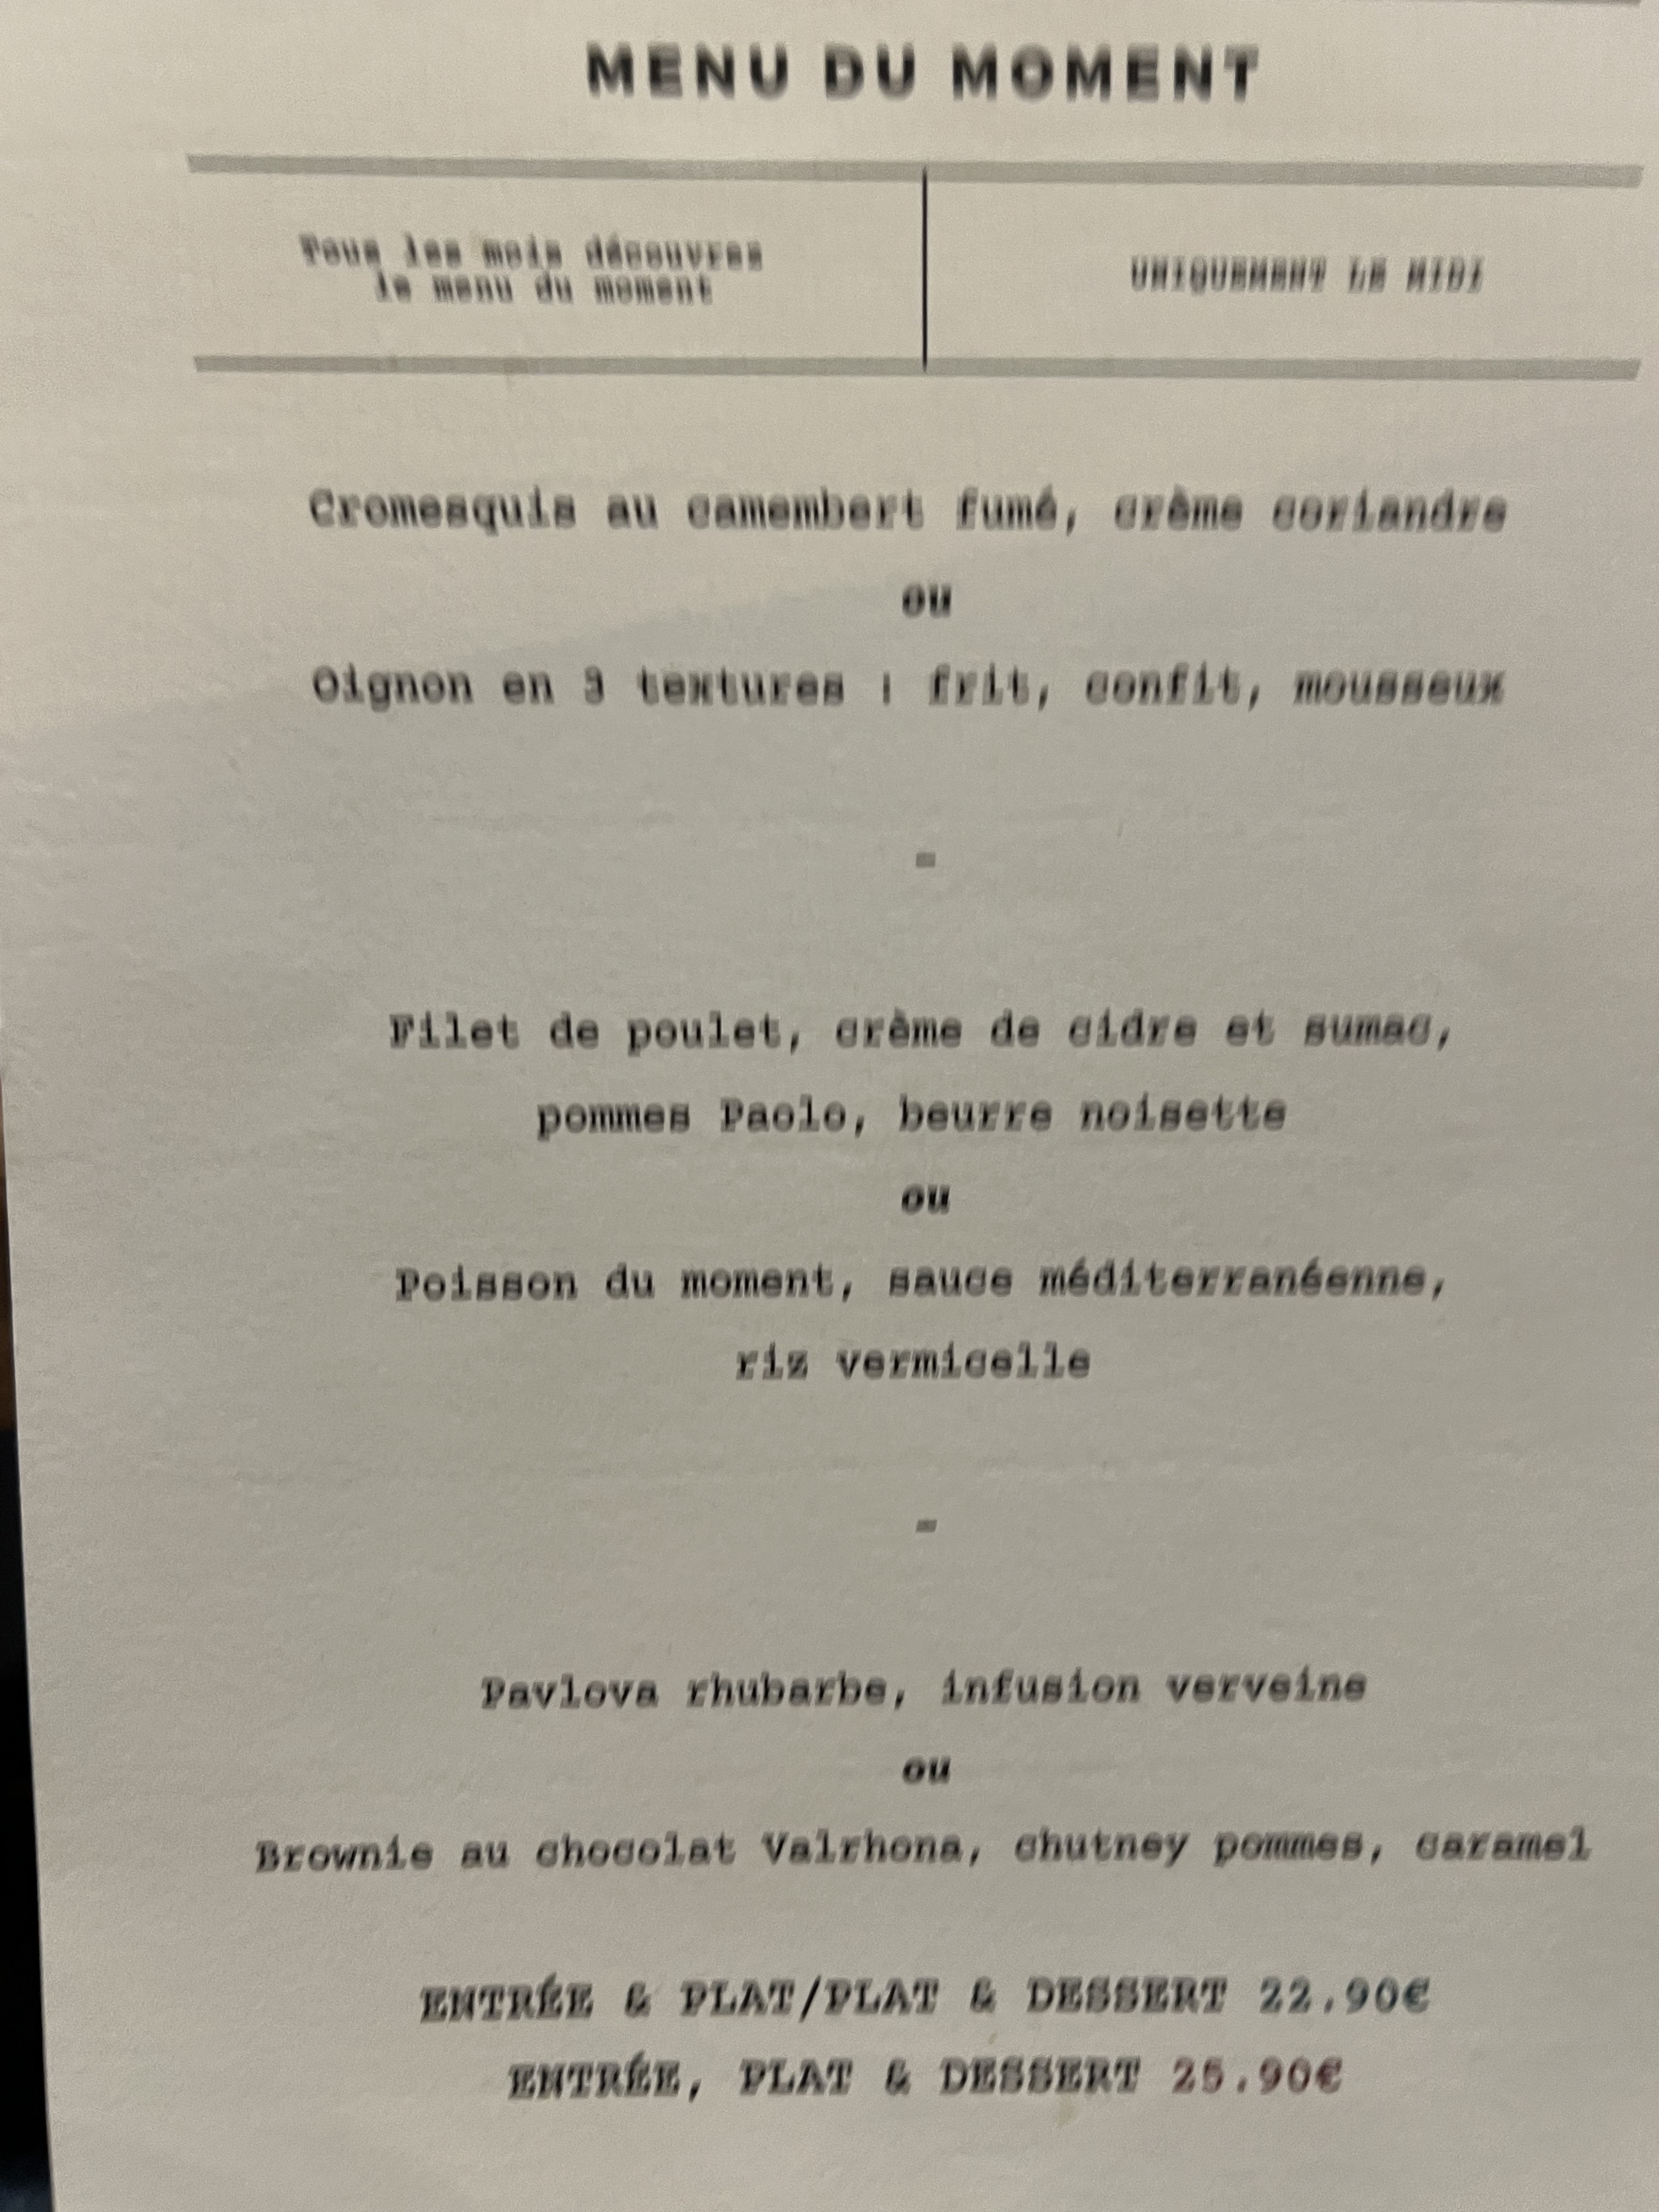 MENU DU MOMENT
Tous les mois découvres
le menu du moment
UNIQUEMENT LE MIDI
Cromesquis au camembert fumé, crème coriandre
ou
Oignon en 3 textures : frit, confit, mousseux
-
Filet de poulet, crème de cidre et sumac,
pommes Paolo, beurre noisette
ou
Poisson du moment, sauce méditerranéenne,
riz vermicelle
-
Pavlova rhubarbe, infusion verveine
ou
Brownie au chocolat Valrhona, chutney pommes, caramel
ENTRÉE & PLAT/PLAT & DESSERT 22.90€
ENTRÉE, PLAT & DESSERT 25.90€